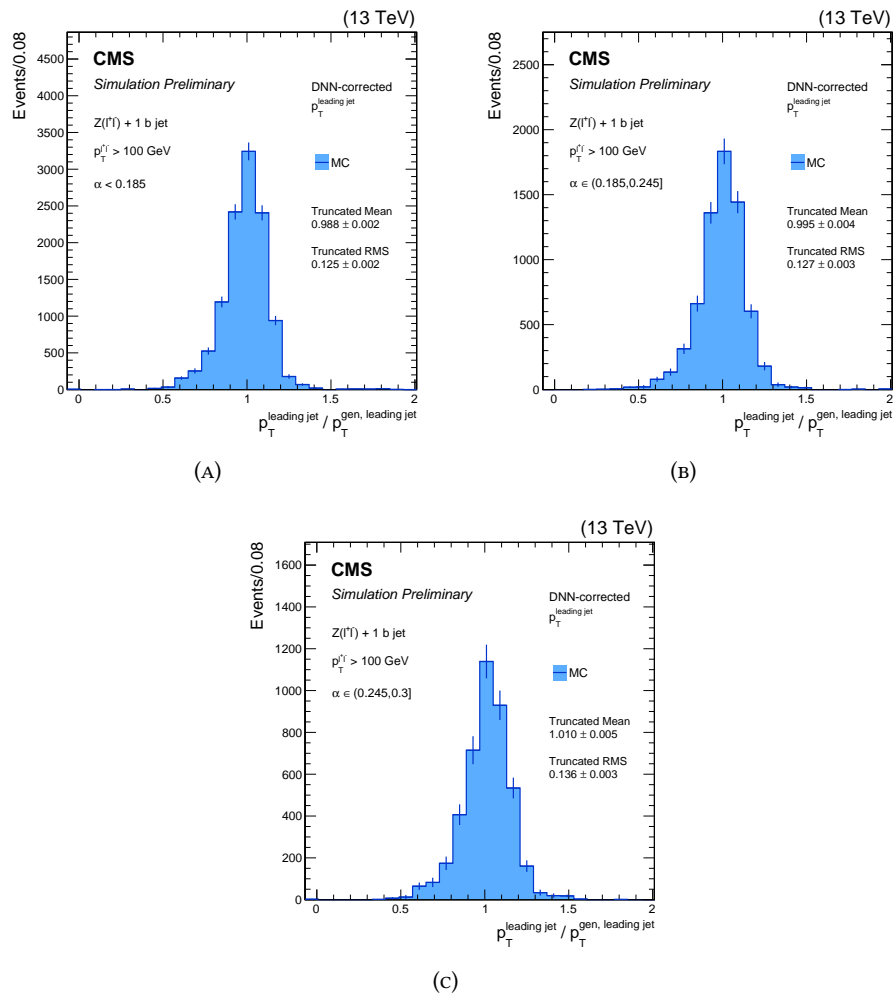 (13 TeV)
Events/0.08
4500
4000
3500
3000
2500
2000
1500
1000
500
0
CMS
Simulation Preliminary
Z(l⁺l⁻) + 1 b jet
p_T^{l⁺l⁻} > 100 GeV
α < 0.185
DNN-corrected
p_T^{leading jet}
MC
Truncated Mean
0.988 ± 0.002
Truncated RMS
0.125 ± 0.002
0 0.5 1 1.5 2
p_T^{leading jet} / p_T^{gen, leading jet}
(A)
(13 TeV)
Events/0.08
2500
2000
1500
1000
500
0
CMS
Simulation Preliminary
Z(l⁺l⁻) + 1 b jet
p_T^{l⁺l⁻} > 100 GeV
α ∈ (0.185,0.245]
DNN-corrected
p_T^{leading jet}
MC
Truncated Mean
0.995 ± 0.004
Truncated RMS
0.127 ± 0.003
0 0.5 1 1.5 2
p_T^{leading jet} / p_T^{gen, leading jet}
(B)
(13 TeV)
Events/0.08
1600
1400
1200
1000
800
600
400
200
0
CMS
Simulation Preliminary
Z(l⁺l⁻) + 1 b jet
p_T^{l⁺l⁻} > 100 GeV
α ∈ (0.245,0.3]
DNN-corrected
p_T^{leading jet}
MC
Truncated Mean
1.010 ± 0.005
Truncated RMS
0.136 ± 0.003
0 0.5 1 1.5 2
p_T^{leading jet} / p_T^{gen, leading jet}
(C)